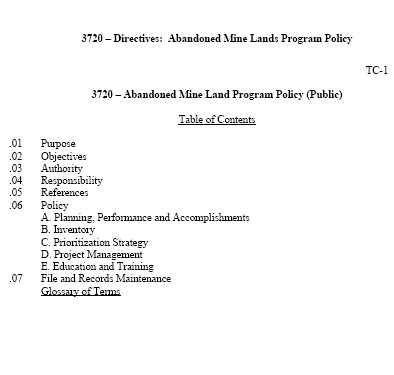 3720 – Directives:  Abandoned Mine Lands Program Policy
TC-1
3720 – Abandoned Mine Land Program Policy (Public)
Table of Contents
.01 Purpose
.02 Objectives
.03 Authority
.04 Responsibility
.05 References
.06 Policy
A. Planning, Performance and Accomplishments
B. Inventory
C. Prioritization Strategy
D. Project Management
E. Education and Training
.07 File and Records Maintenance
Glossary of Terms